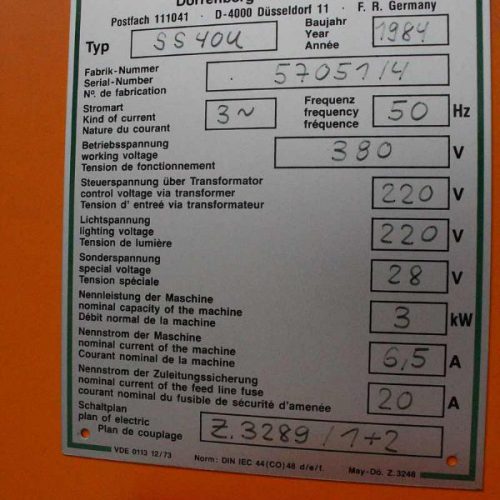 Postfach 111041 · D-4000 Düsseldorf 11 · F. R. Germany
Typ SS 40U Baujahr Year Année 1984
Fabrik-Nummer
Serial-Number 57051/4
N°. de fabrication
Stromart Frequenz
Kind of current 3~ frequency 50 Hz
Nature du courant fréquence
Betriebsspannung
working voltage 380 V
Tension de fonctionnement
Steuerspannung über Transformator
control voltage via transformer 220 V
Tension d' entreé via transformateur
Lichtspannung
lighting voltage 220 V
Tension de lumière
Sonderspannung
special voltage 28 V
Tension spéciale
Nennleistung der Maschine
nominal capacity of the machine 3 kW
Débit normal de la machine
Nennstrom der Maschine
nominal current of the machine 6,5 A
Courant nominal de la machine
Nennstrom der Zuleitungssicherung
nominal current of the feed line fuse 20 A
courant nominal du fusible de sécurité d'amenée
Schaltplan
plan of electric Z.3289/1+2
Plan de couplage
VDE 0113 12/73 Norm: DIN IEC 44(CO)48 d/e/f. May-Dö. Z.3248